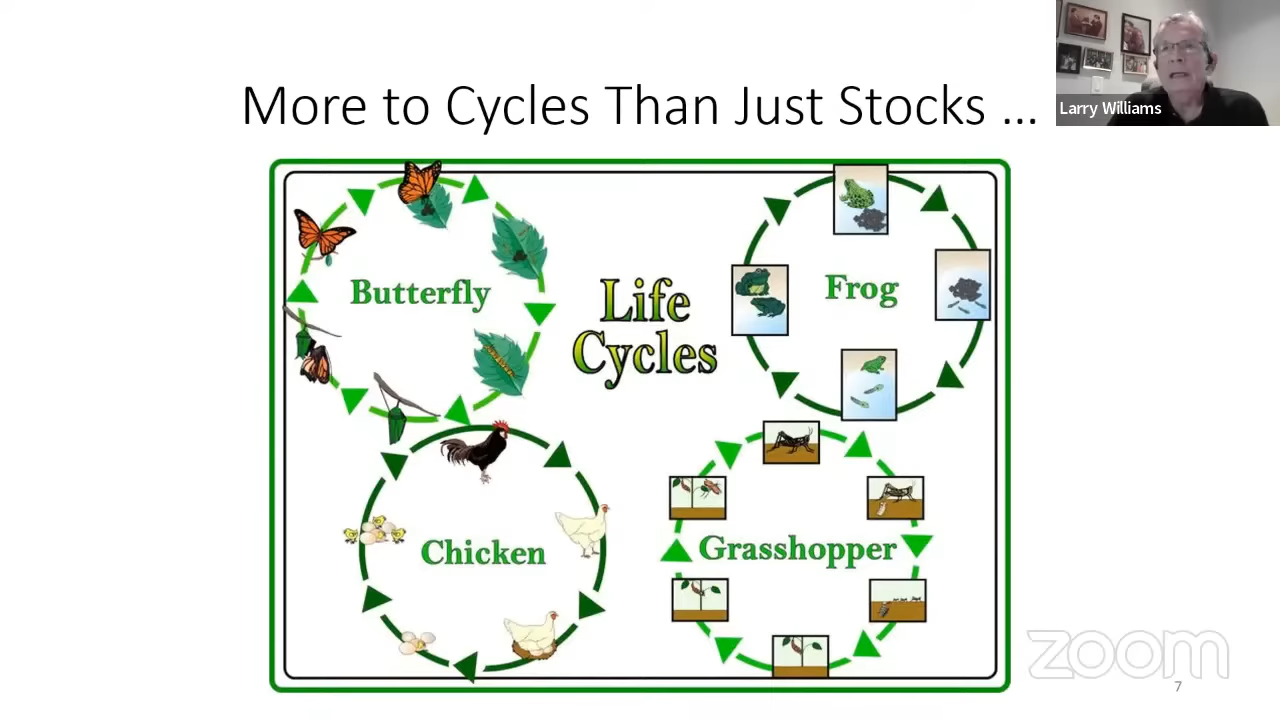 More to Cycles Than Just Stocks ...
Larry Williams
Butterfly
Life
Cycles
Frog
Chicken
Grasshopper
zoom
7